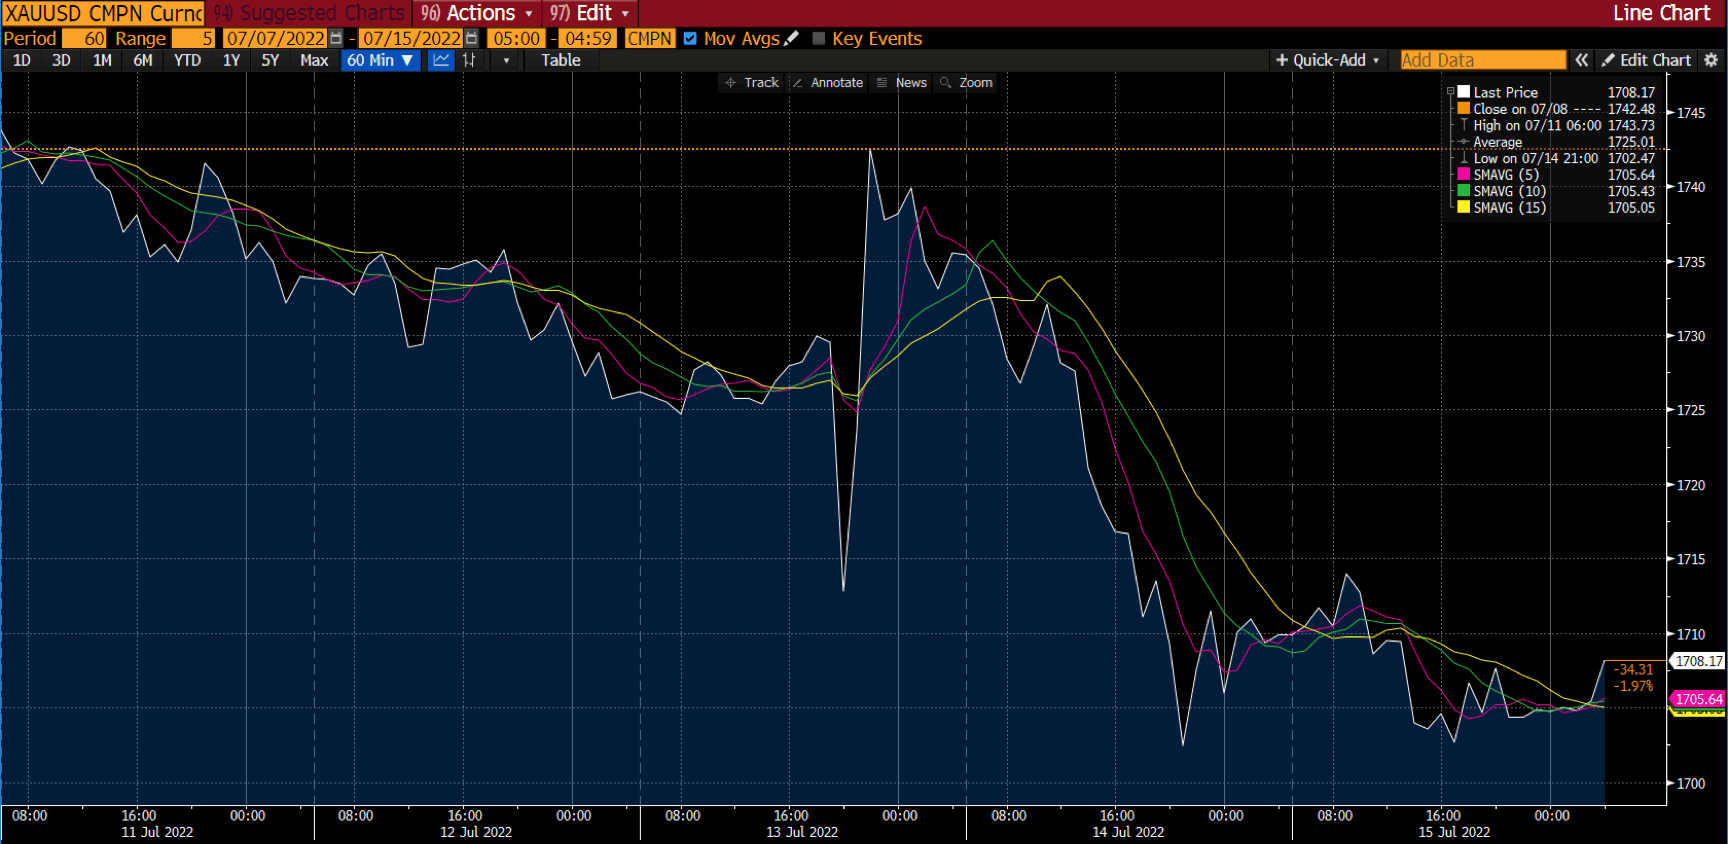 XAUUSD CMPN Curnc 94) Suggested Charts 96) Actions 97) Edit Line Chart
Period 60 Range 5 07/07/2022 - 07/15/2022 05:00 - 04:59 CMPN Mov Avgs Key Events
1D 3D 1M 6M YTD 1Y 5Y Max 60 Min ▼ Table + Quick-Add Add Data « Edit Chart
Track Annotate News Zoom
Last Price 1708.17
Close on 07/08 ---- 1742.48
High on 07/11 06:00 1743.73
Average 1725.01
Low on 07/14 21:00 1702.47
SMAVG (5) 1705.64
SMAVG (10) 1705.43
SMAVG (15) 1705.05
1745
1740
1735
1730
1725
1720
1715
1710
1708.17
-34.31
-1.97%
1705.64
1700
08:00 16:00 00:00 08:00 16:00 00:00 08:00 16:00 00:00 08:00 16:00 00:00 08:00 16:00 00:00
11 Jul 2022 12 Jul 2022 13 Jul 2022 14 Jul 2022 15 Jul 2022